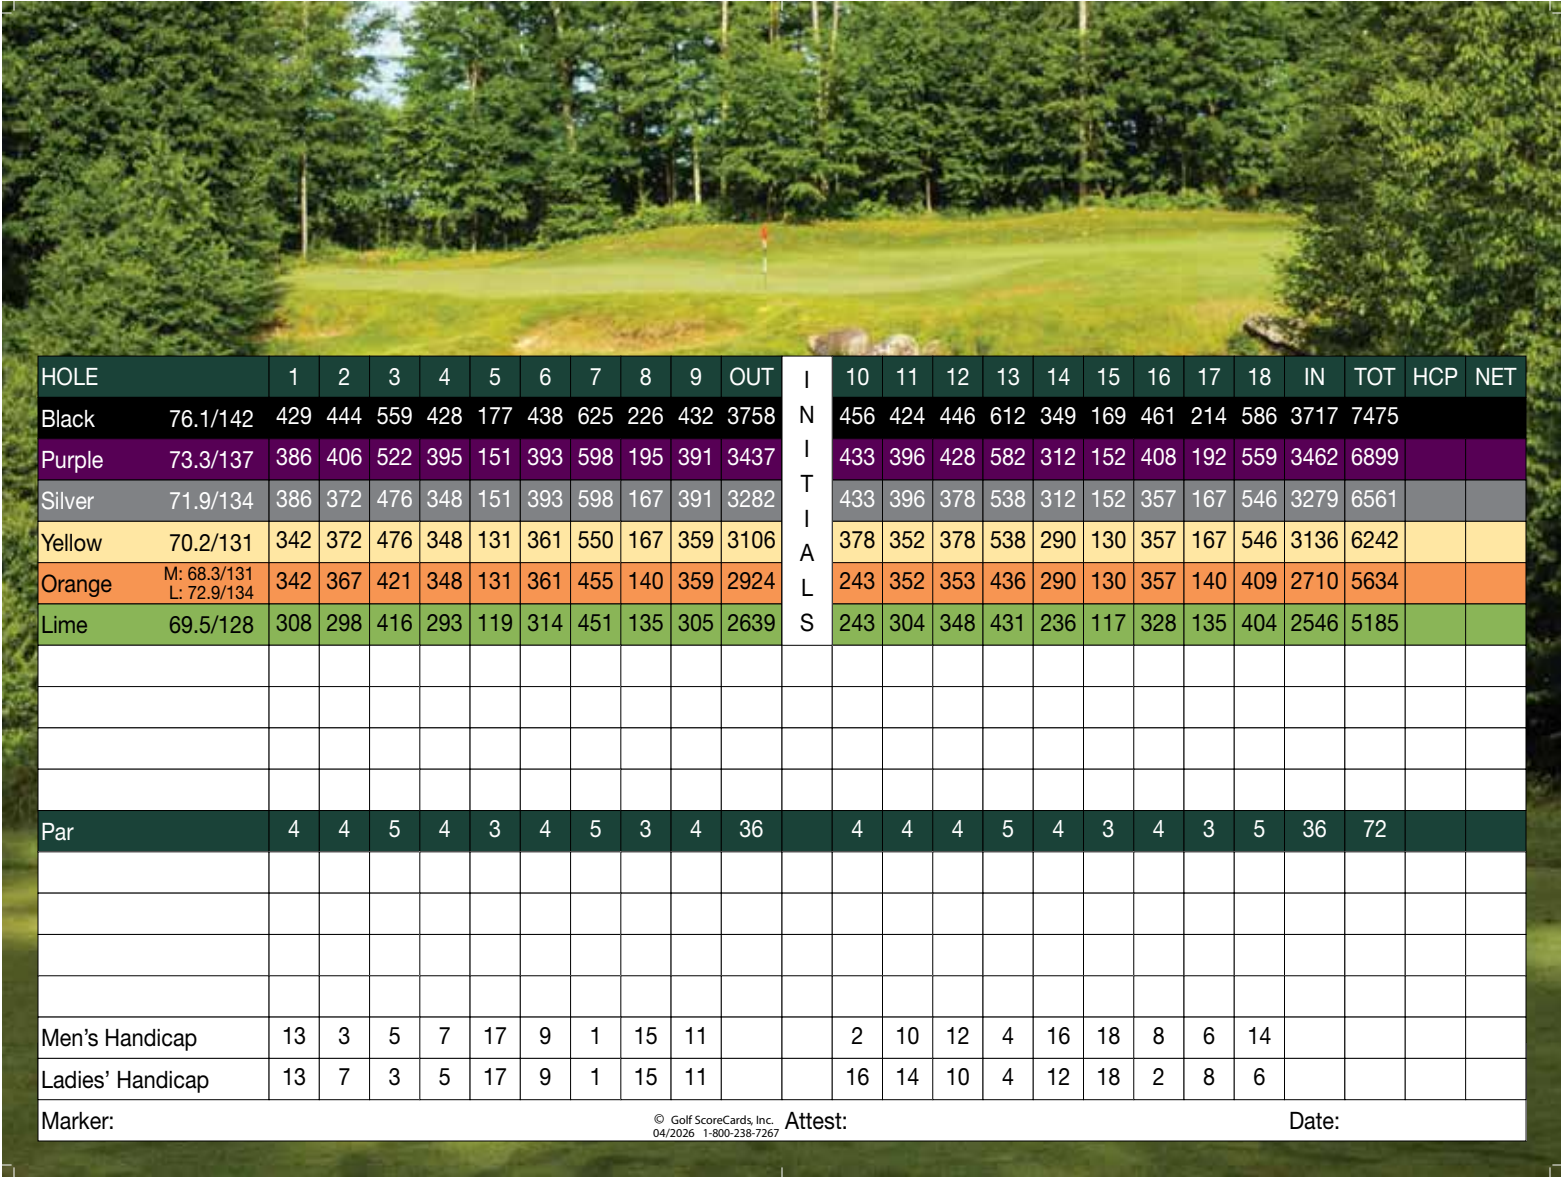 HOLE 1 2 3 4 5 6 7 8 9 OUT INITIALS 10 11 12 13 14 15 16 17 18 IN TOT HCP NET
Black 76.1/142 429 444 559 428 177 438 625 226 432 3758 456 424 446 612 349 169 461 214 586 3717 7475
Purple 73.3/137 386 406 522 395 151 393 598 195 391 3437 433 396 428 582 312 152 408 192 559 3462 6899
Silver 71.9/134 386 372 476 348 151 393 598 167 391 3282 433 396 378 538 312 152 357 167 546 3279 6561
Yellow 70.2/131 342 372 476 348 131 361 550 167 359 3106 378 352 378 538 290 130 357 167 546 3136 6242
Orange M: 68.3/131 L: 72.9/134 342 367 421 348 131 361 455 140 359 2924 243 352 353 436 290 130 357 140 409 2710 5634
Lime 69.5/128 308 298 416 293 119 314 451 135 305 2639 243 304 348 431 236 117 328 135 404 2546 5185
Par 4 4 5 4 3 4 5 3 4 36 4 4 4 5 4 3 4 3 5 36 72
Men's Handicap 13 3 5 7 17 9 1 15 11 2 10 12 4 16 18 8 6 14
Ladies' Handicap 13 7 3 5 17 9 1 15 11 16 14 10 4 12 18 2 8 6
Marker: © Golf ScoreCards, Inc. Attest: Date:
04/2026 1-800-238-7267